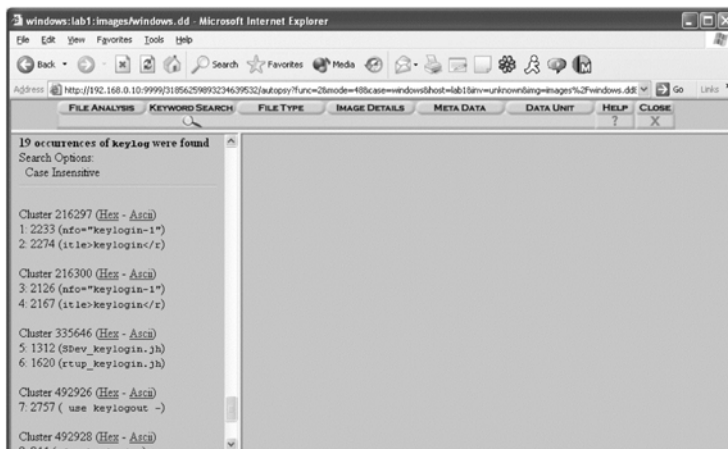 windows:lab1:images/windows.dd - Microsoft Internet Explorer
File Edit View Favorites Tools Help
Back Search Favorites Media
Address http://192.168.0.10:9999/31856259893234639532/autopsy?func=2&mode=48&case=windows&host=lab1&inv=unknown&img=images%2Fwindows.dd& Go Links
FILE ANALYSIS KEYWORD SEARCH FILE TYPE IMAGE DETAILS META DATA DATA UNIT HELP CLOSE
? X
19 occurrences of keylog were found
Search Options:
Case Insensitive
Cluster 216297 (Hex - Ascii)
1: 2233 (nfo="keylogin-1")
2: 2274 (itle>keylogin</r)
Cluster 216300 (Hex - Ascii)
3: 2126 (nfo="keylogin-1")
4: 2167 (itle>keylogin</r)
Cluster 335646 (Hex - Ascii)
5: 1312 (SDev_keylogin.jh)
6: 1620 (rtup_keylogin.jh)
Cluster 492926 (Hex - Ascii)
7: 2757 ( use keylogout -)
Cluster 492928 (Hex - Ascii)